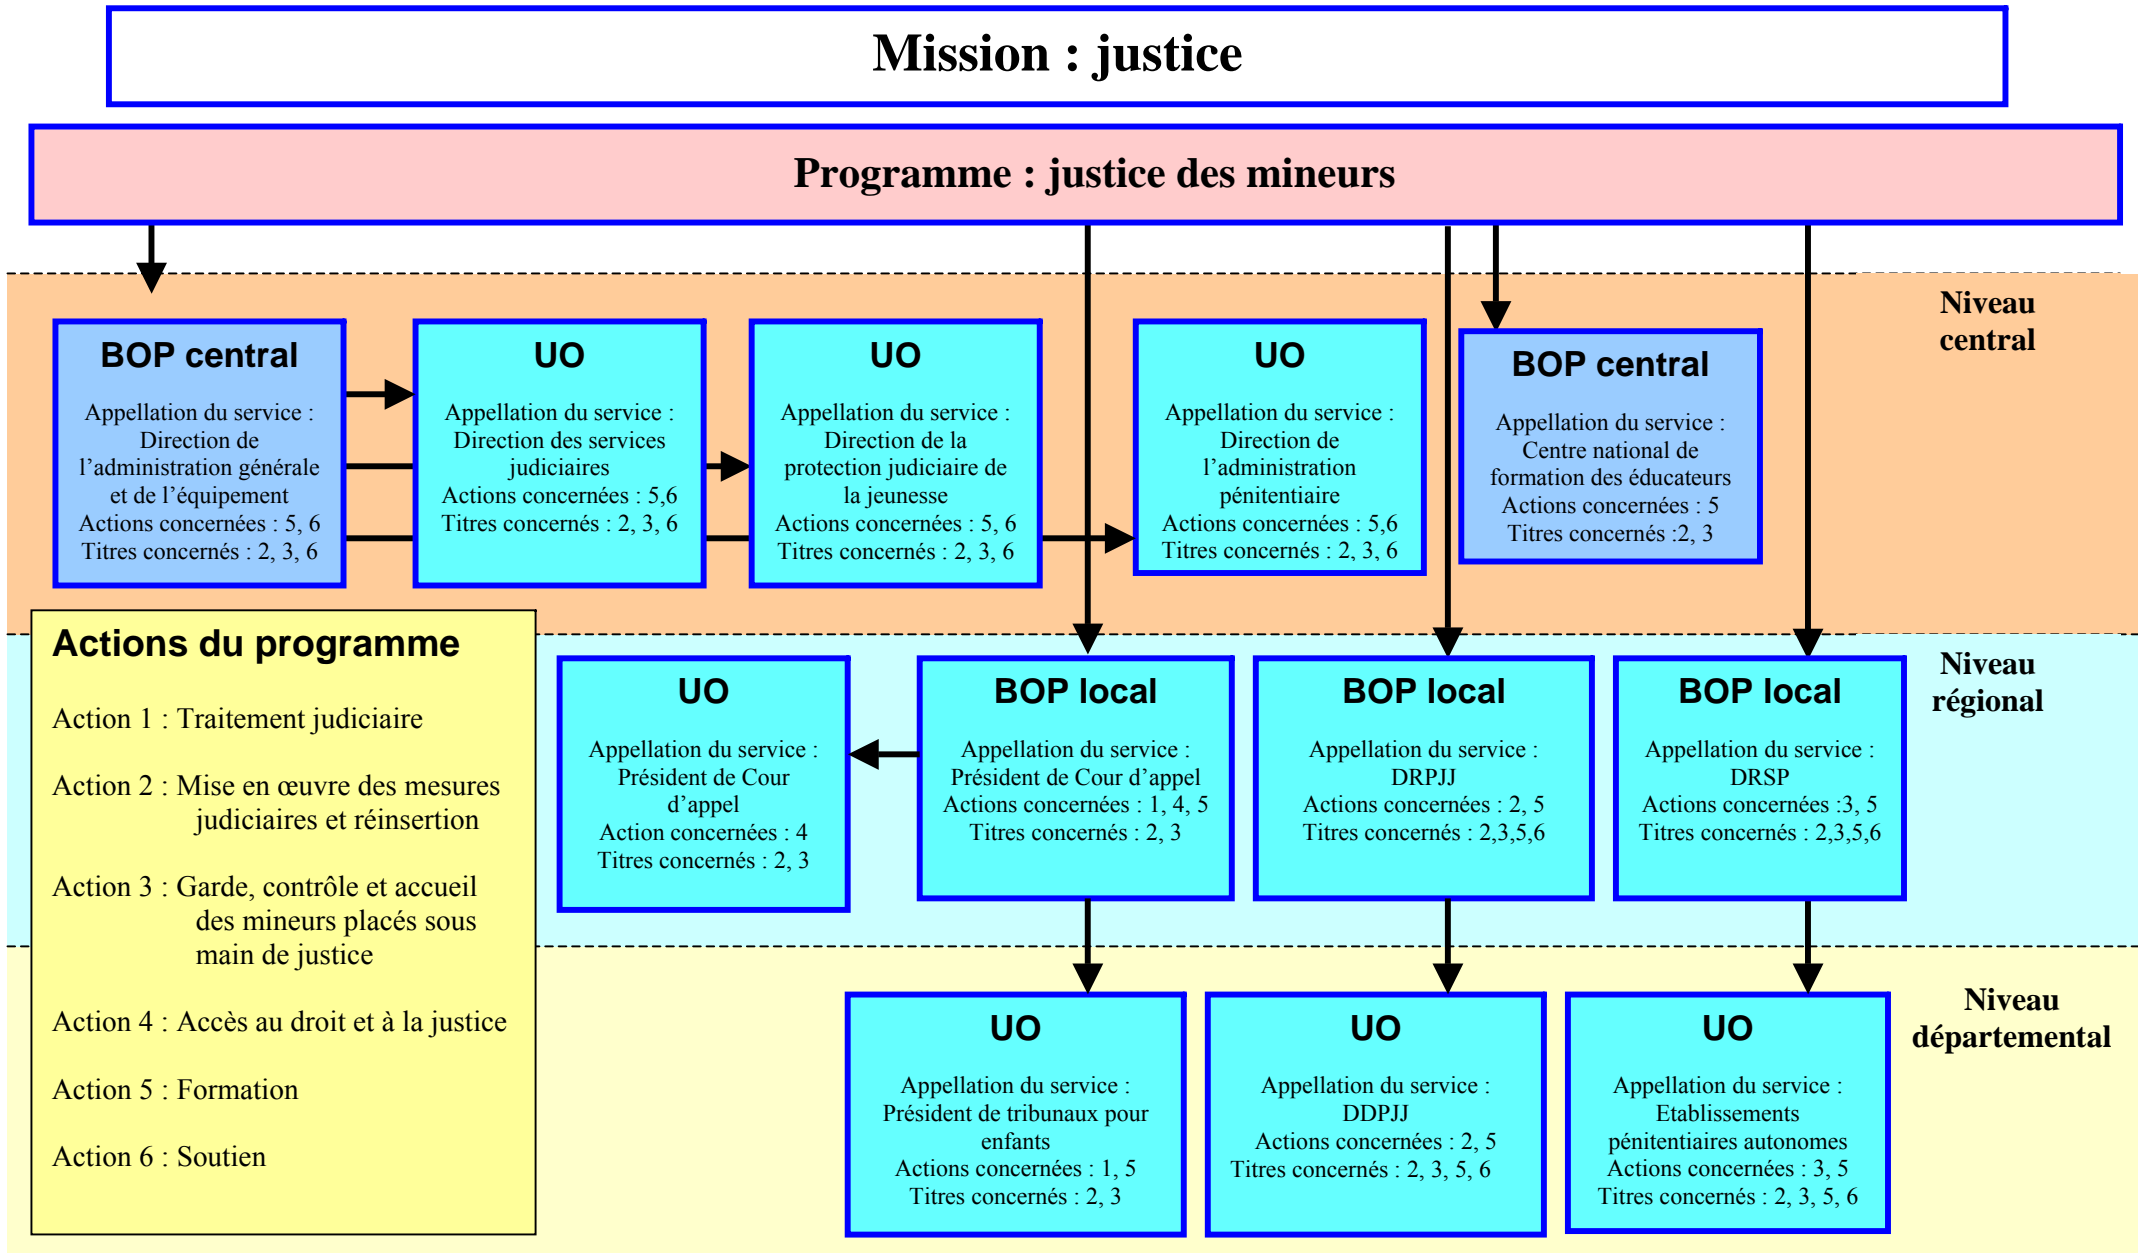 Mission : justice
Programme : justice des mineurs
Niveau
central
BOP central
Appellation du service :
Direction de
l’administration générale
et de l’équipement
Actions concernées : 5, 6
Titres concernés : 2, 3, 6
UO
Appellation du service :
Direction des services
judiciaires
Actions concernées : 5,6
Titres concernés : 2, 3, 6
UO
Appellation du service :
Direction de la
protection judiciaire de
la jeunesse
Actions concernées : 5, 6
Titres concernés : 2, 3, 6
UO
Appellation du service :
Direction de
l’administration
pénitentiaire
Actions concernées : 5,6
Titres concernés : 2, 3, 6
BOP central
Appellation du service :
Centre national de
formation des éducateurs
Actions concernées : 5
Titres concernés :2, 3
Actions du programme
Action 1 : Traitement judiciaire
Action 2 : Mise en œuvre des mesures
judiciaires et réinsertion
Action 3 : Garde, contrôle et accueil
des mineurs placés sous
main de justice
Action 4 : Accès au droit et à la justice
Action 5 : Formation
Action 6 : Soutien
Niveau
régional
UO
Appellation du service :
Président de Cour
d’appel
Action concernées : 4
Titres concernés : 2, 3
BOP local
Appellation du service :
Président de Cour d’appel
Actions concernées : 1, 4, 5
Titres concernés : 2, 3
BOP local
Appellation du service :
DRPJJ
Actions concernées : 2, 5
Titres concernés : 2,3,5,6
BOP local
Appellation du service :
DRSP
Actions concernées :3, 5
Titres concernés : 2,3,5,6
Niveau
départemental
UO
Appellation du service :
Président de tribunaux pour
enfants
Actions concernées : 1, 5
Titres concernés : 2, 3
UO
Appellation du service :
DDPJJ
Actions concernées : 2, 5
Titres concernés : 2, 3, 5, 6
UO
Appellation du service :
Etablissements
pénitentiaires autonomes
Actions concernées : 3, 5
Titres concernés : 2, 3, 5, 6